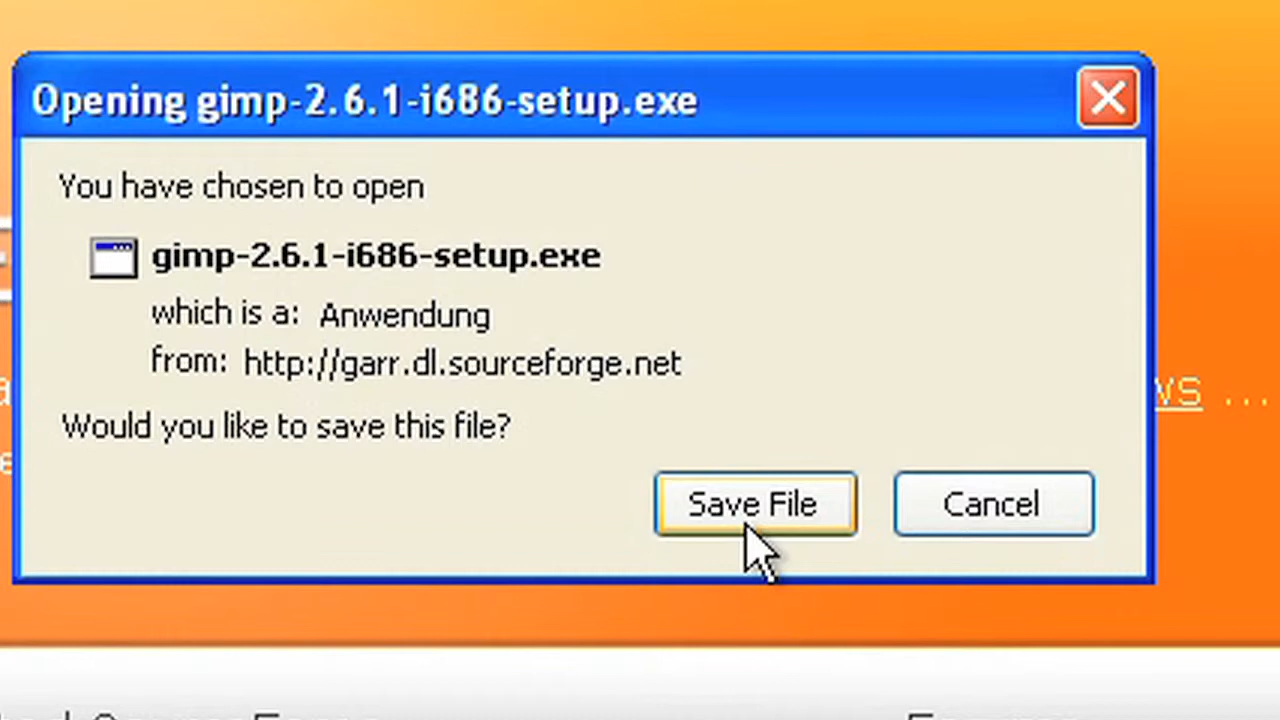 Opening gimp-2.6.1-i686-setup.exe
You have chosen to open
gimp-2.6.1-i686-setup.exe
which is a: Anwendung
from: http://garr.dl.sourceforge.net
Would you like to save this file?
Save File Cancel